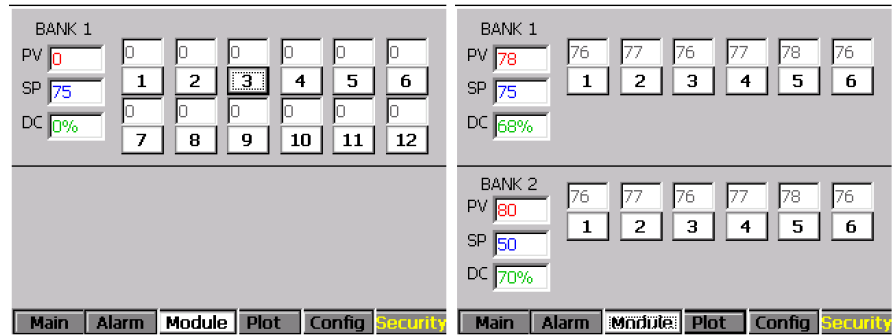 BANK 1
PV 0
0 0 0 0 0 0
1 2 3 4 5 6
SP 75
0 0 0 0 0 0
7 8 9 10 11 12
DC 0%
Main Alarm Module Plot Config Security
BANK 1
PV 78
76 77 76 77 78 76
1 2 3 4 5 6
SP 75
DC 68%
BANK 2
PV 80
76 77 76 77 78 76
1 2 3 4 5 6
SP 50
DC 70%
Main Alarm Module Plot Config Security